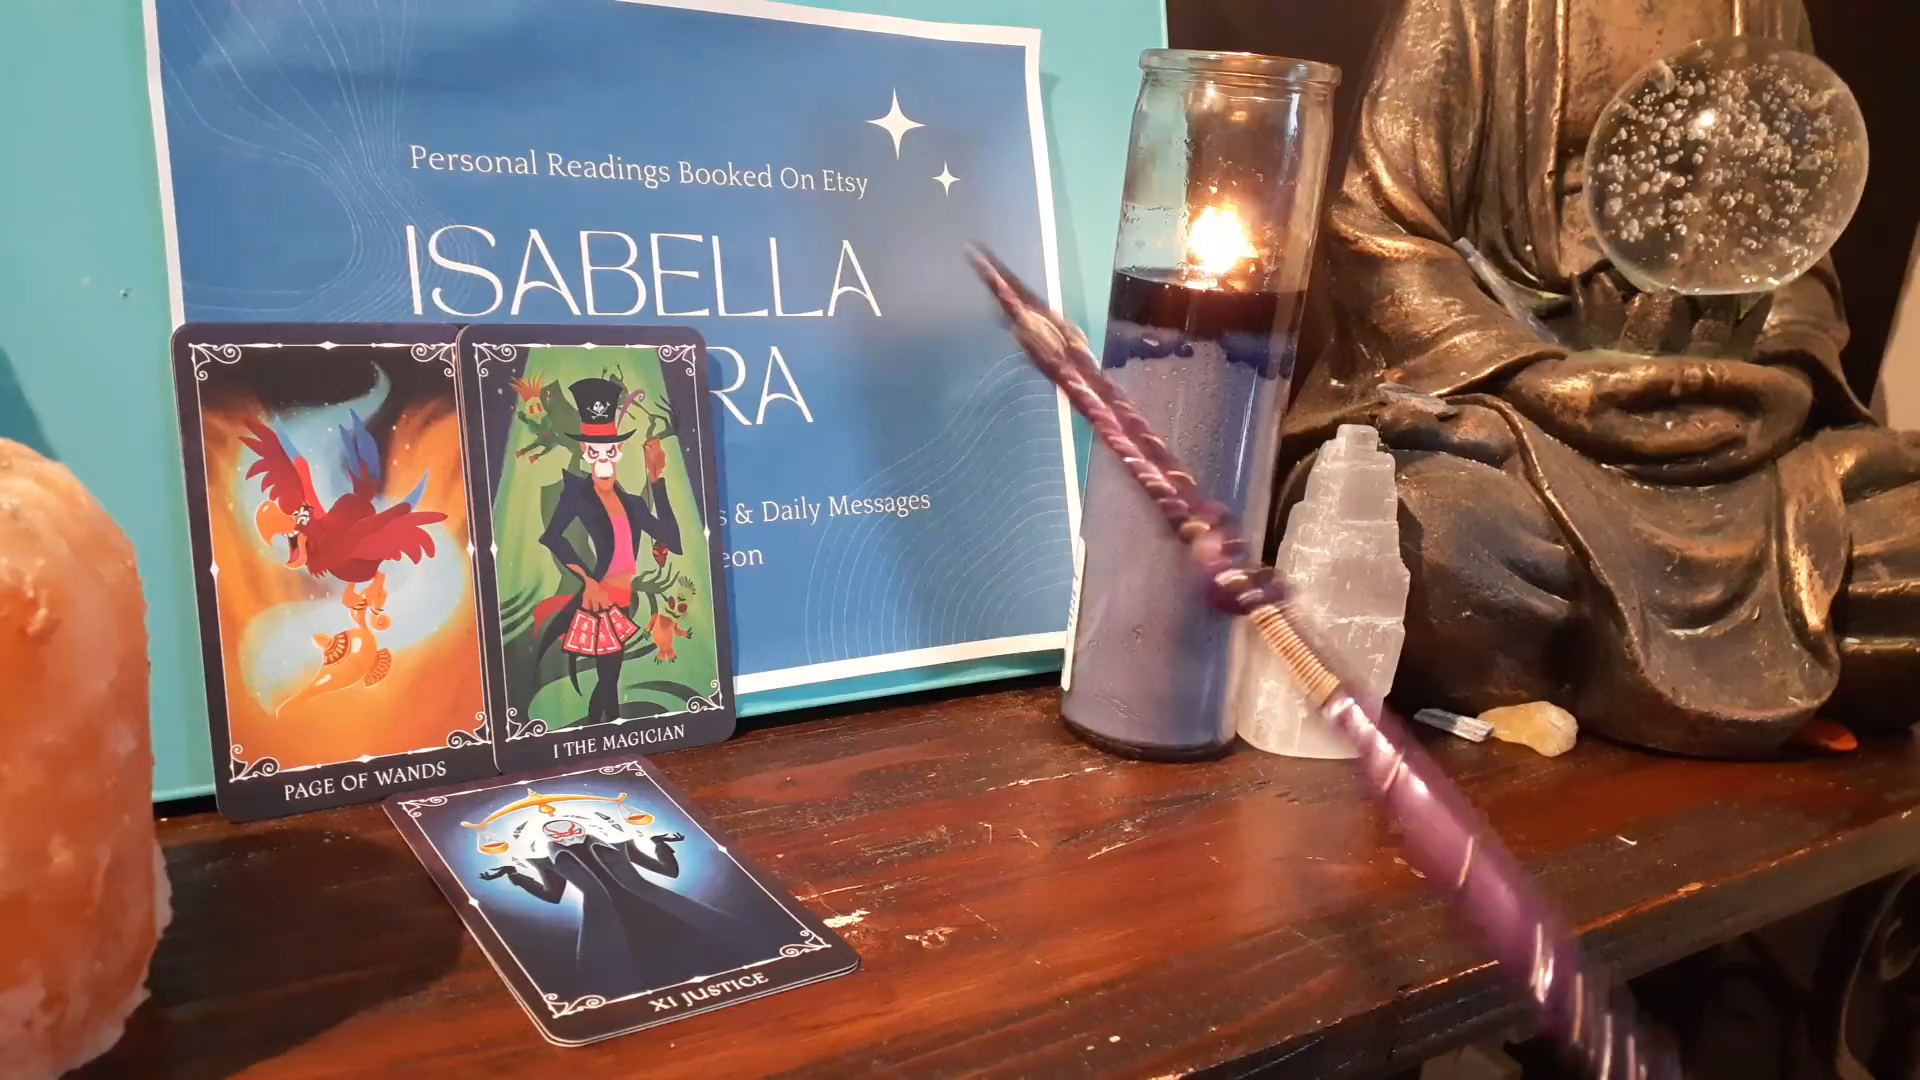 Personal Readings Booked On Etsy
ISABELLA
RA
s & Daily Messages
eon
PAGE OF WANDS
I THE MAGICIAN
XI JUSTICE